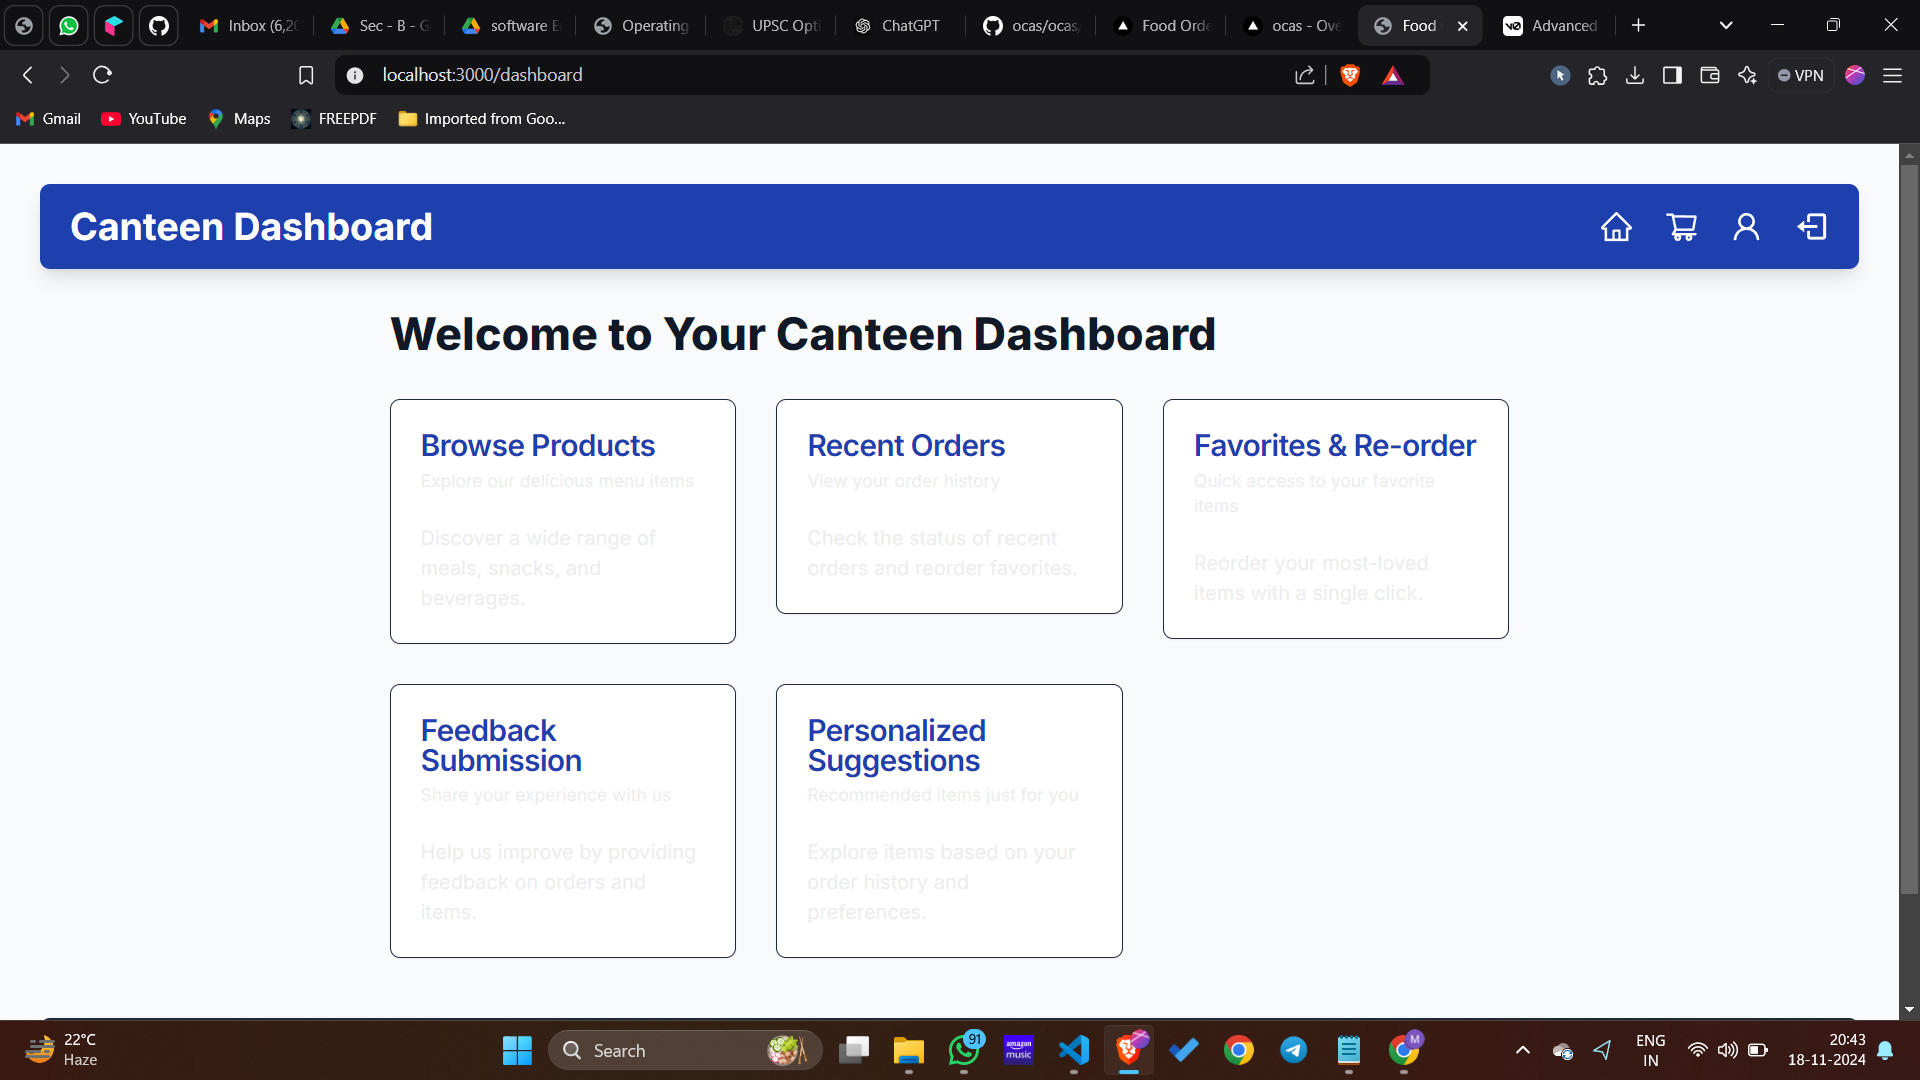 Inbox (6,20
Sec - B - G
software E
Operating
UPSC Opti
ChatGPT
ocas/ocas
Food Orde
ocas - Ove
Food
Advanced
localhost:3000/dashboard
VPN
Gmail
YouTube
Maps
FREEPDF
Imported from Goo...
Canteen Dashboard
Welcome to Your Canteen Dashboard
Browse Products
Explore our delicious menu items
Discover a wide range of
meals, snacks, and
beverages.
Recent Orders
View your order history
Check the status of recent
orders and reorder favorites.
Favorites & Re-order
Quick access to your favorite
items
Reorder your most-loved
items with a single click.
Feedback
Submission
Share your experience with us
Help us improve by providing
feedback on orders and
items.
Personalized
Suggestions
Recommended items just for you
Explore items based on your
order history and
preferences.
22°C
Haze
Search
91
amazon
music
M
ENG
IN
20:43
18-11-2024